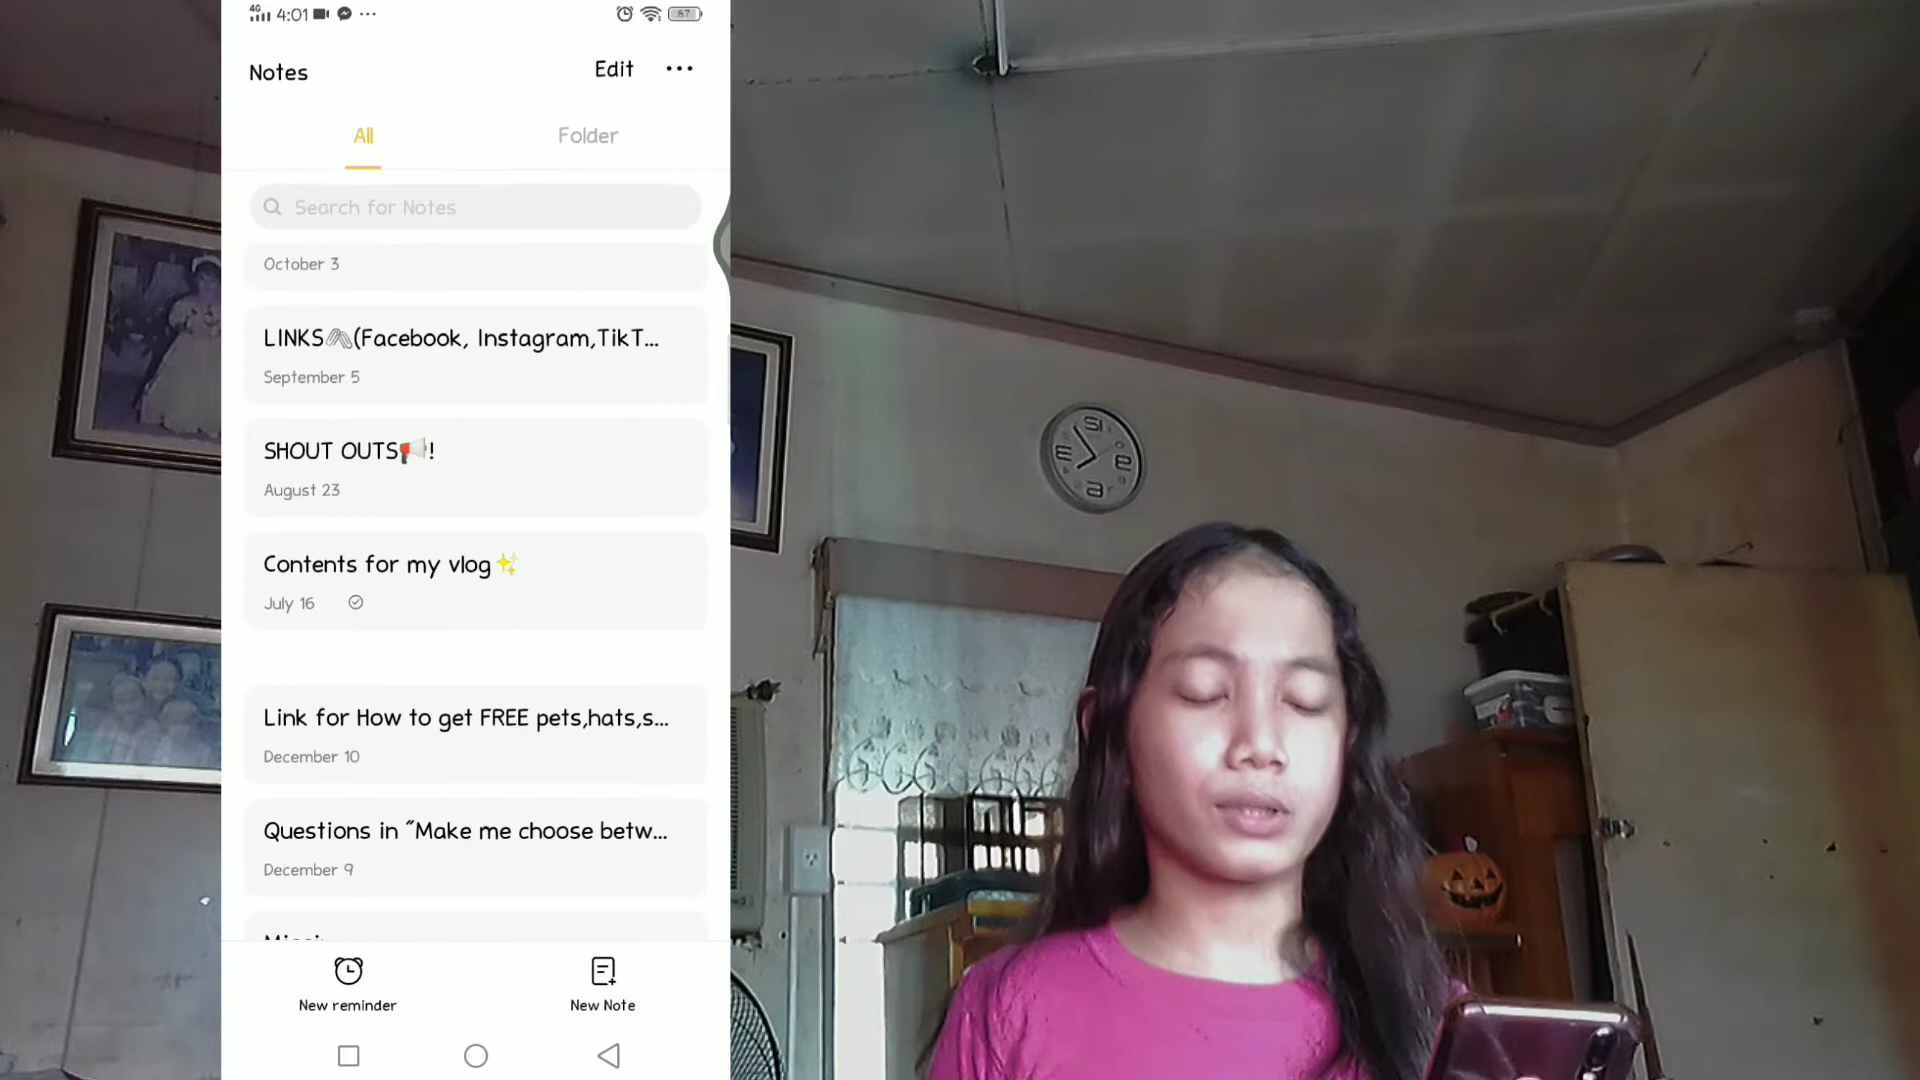 4G 4:01 87
Notes
Edit
All
Folder
Search for Notes
October 3
LINKS🖇️(Facebook, Instagram,TikT...
September 5
SHOUT OUTS📢!
August 23
Contents for my vlog✨
July 16
Link for How to get FREE pets,hats,s...
December 10
Questions in "Make me choose betw...
December 9
New reminder
New Note